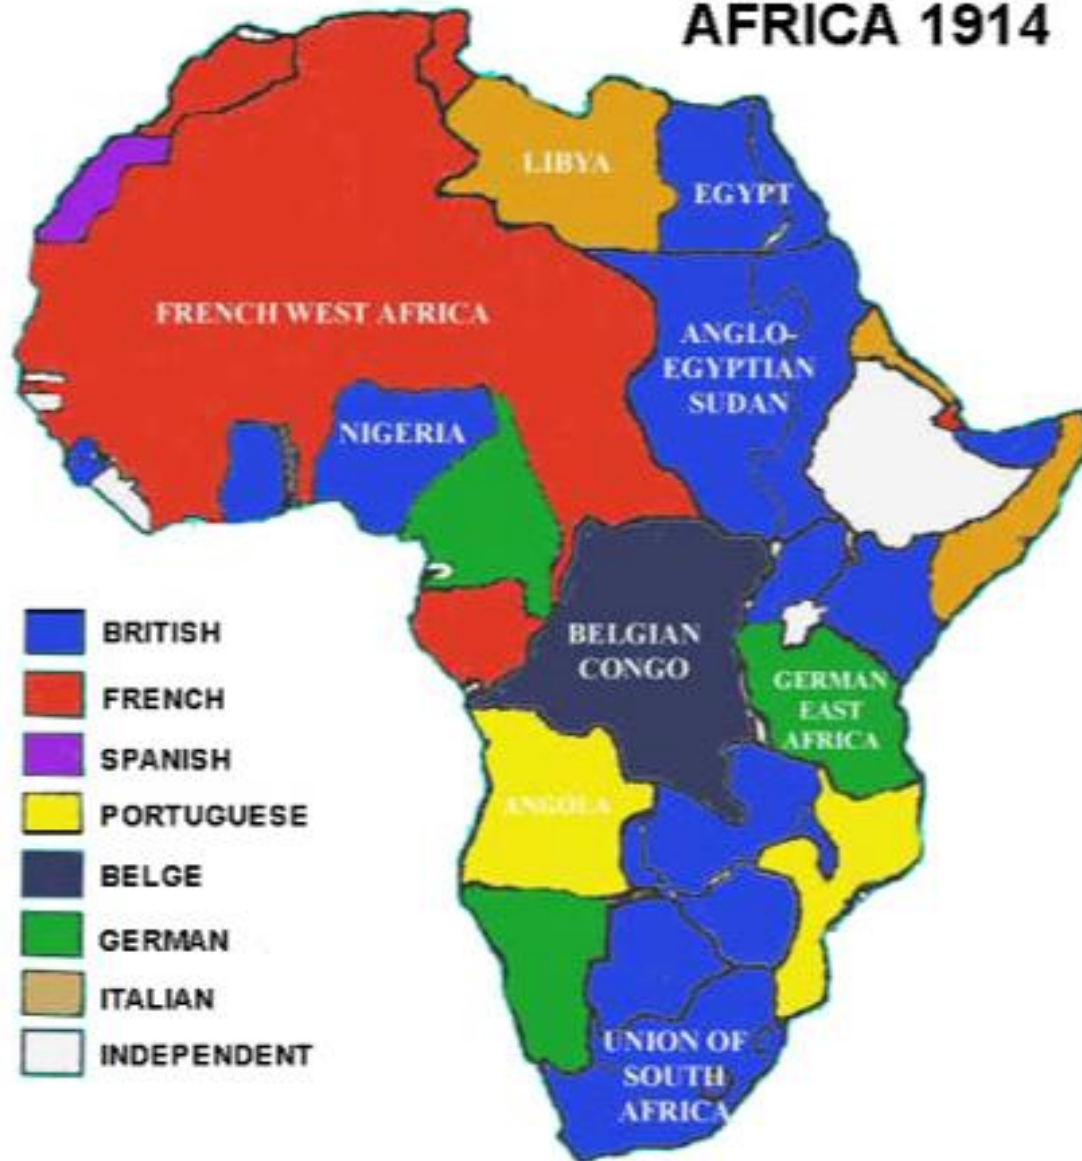 AFRICA 1914
LIBYA
EGYPT
FRENCH WEST AFRICA
ANGLO-
EGYPTIAN
SUDAN
NIGERIA
BELGIAN
CONGO
GERMAN
EAST
AFRICA
ANGOLA
UNION OF
SOUTH
AFRICA
BRITISH
FRENCH
SPANISH
PORTUGUESE
BELGE
GERMAN
ITALIAN
INDEPENDENT